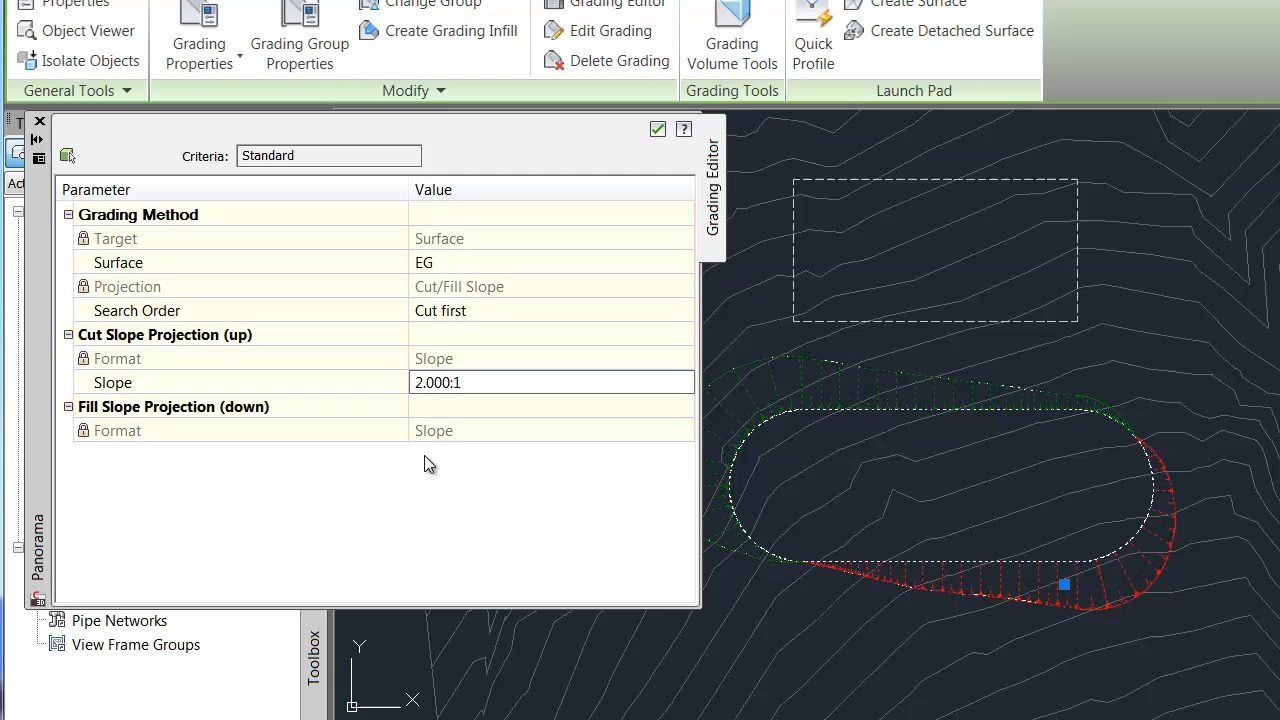 Properties
Object Viewer
Isolate Objects
General Tools
Grading
Properties
Grading Group
Properties
Change Group
Create Grading Infill
Grading Editor
Edit Grading
Delete Grading
Modify
Grading
Volume Tools
Grading Tools
Quick
Profile
Create Surface
Create Detached Surface
Launch Pad
T
Act
Criteria:
Standard
?
Grading Editor
Parameter
Value
Grading Method
Target
Surface
Surface
EG
Projection
Cut/Fill Slope
Search Order
Cut first
Cut Slope Projection (up)
Format
Slope
Slope
2.000:1
Fill Slope Projection (down)
Format
Slope
Panorama
Pipe Networks
View Frame Groups
Toolbox
Y
X